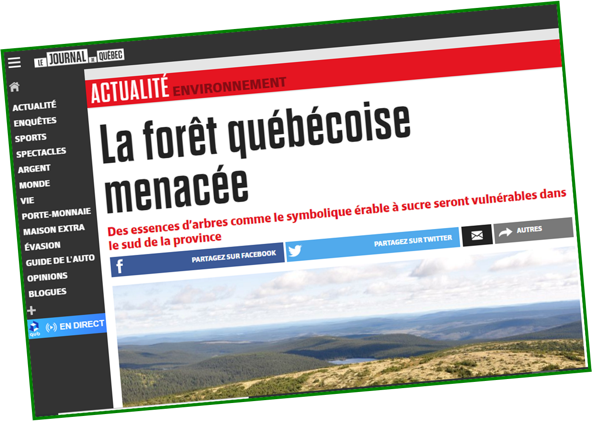 LE JOURNAL DE QUÉBEC
ACTUALITÉ ENVIRONNEMENT
La forêt québécoise
menacée
Des essences d'arbres comme le symbolique érable à sucre seront vulnérables dans
le sud de la province
PARTAGEZ SUR FACEBOOK
PARTAGEZ SUR TWITTER
AUTRES
ACTUALITÉ
ENQUÊTES
SPORTS
SPECTACLES
ARGENT
MONDE
VIE
PORTE-MONNAIE
MAISON EXTRA
ÉVASION
GUIDE DE L'AUTO
OPINIONS
BLOGUES
EN DIRECT